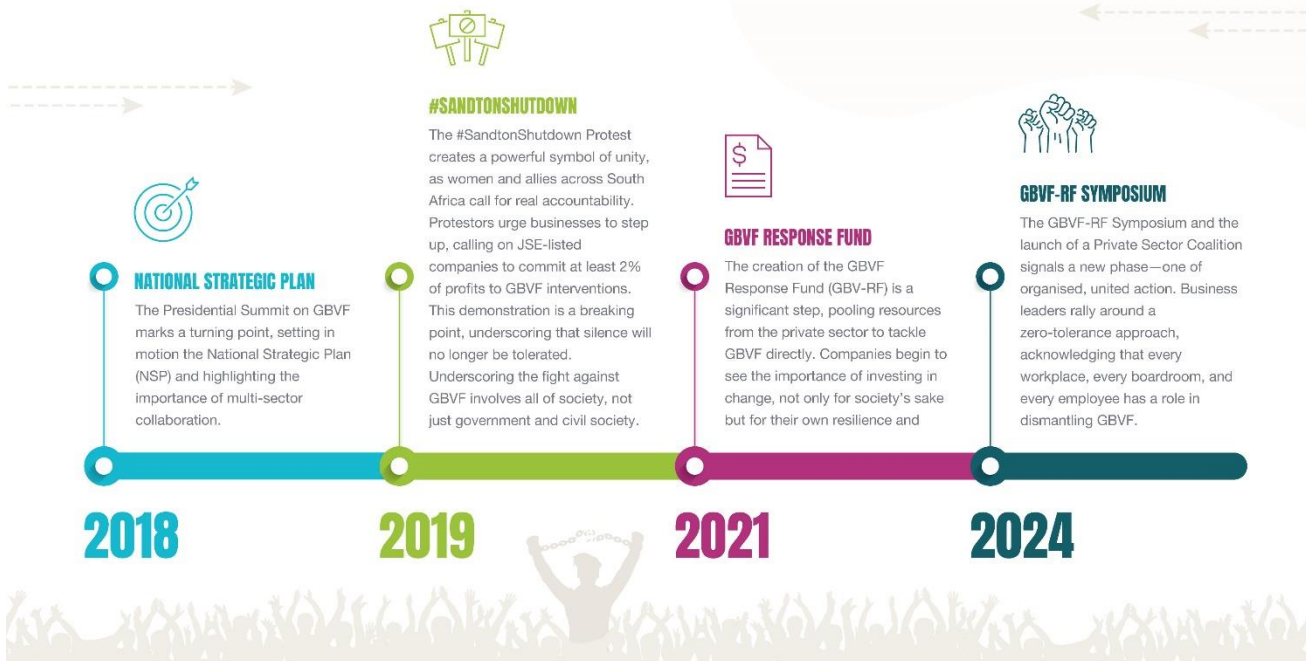 NATIONAL STRATEGIC PLAN
The Presidential Summit on GBVF
marks a turning point, setting in
motion the National Strategic Plan
(NSP) and highlighting the
importance of multi-sector
collaboration.
2018
#SANDTONSHUTDOWN
The #SandtonShutdown Protest
creates a powerful symbol of unity,
as women and allies across South
Africa call for real accountability.
Protestors urge businesses to step
up, calling on JSE-listed
companies to commit at least 2%
of profits to GBVF interventions.
This demonstration is a breaking
point, underscoring that silence will
no longer be tolerated.
Underscoring the fight against
GBVF involves all of society, not
just government and civil society.
2019
$
GBVF RESPONSE FUND
The creation of the GBVF
Response Fund (GBV-RF) is a
significant step, pooling resources
from the private sector to tackle
GBVF directly. Companies begin to
see the importance of investing in
change, not only for society's sake
but for their own resilience and
2021
GBVF-RF SYMPOSIUM
The GBVF-RF Symposium and the
launch of a Private Sector Coalition
signals a new phase—one of
organised, united action. Business
leaders rally around a
zero-tolerance approach,
acknowledging that every
workplace, every boardroom, and
every employee has a role in
dismantling GBVF.
2024